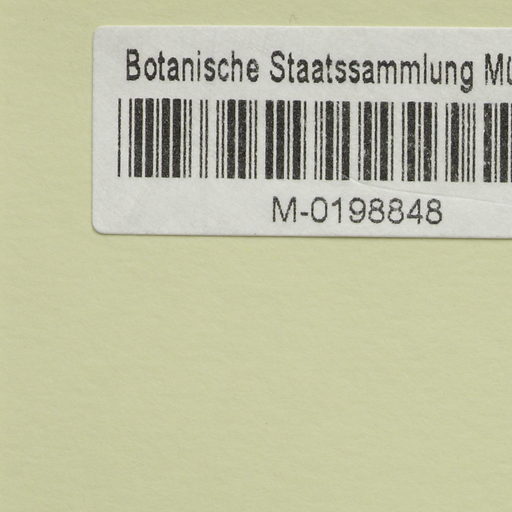 Botanische Staatssammlung
M-0198848